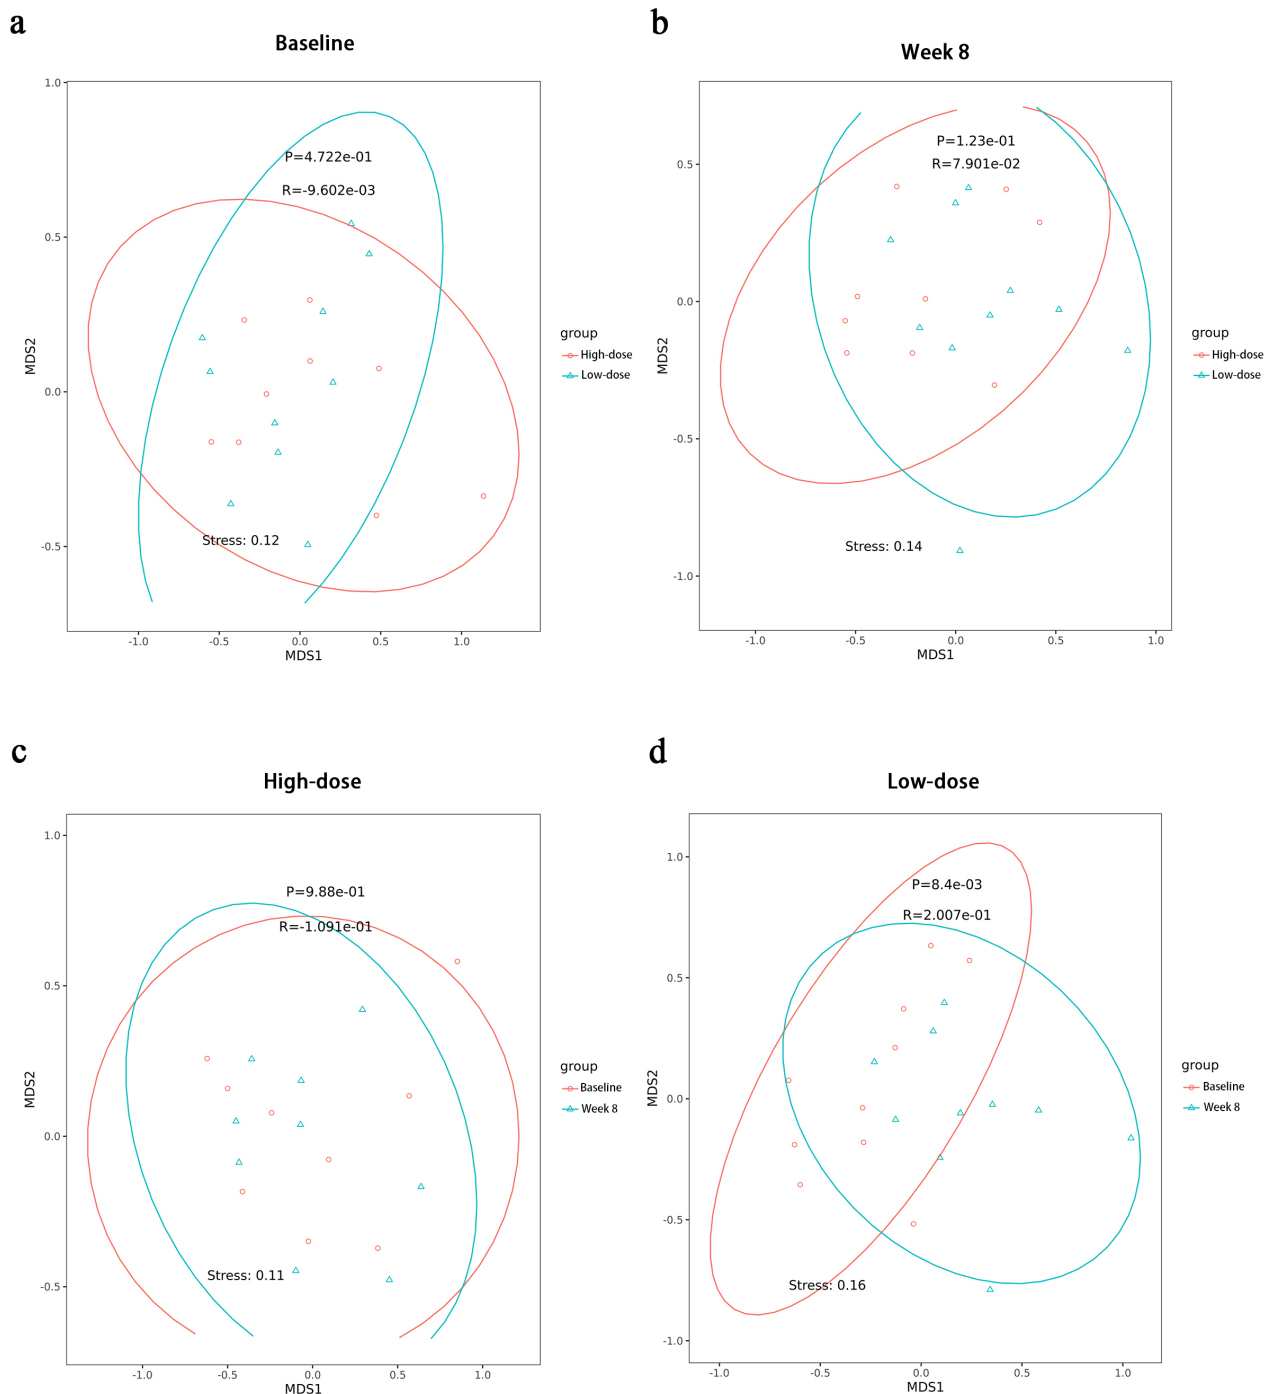 a
Baseline
1.0
0.5
0.0
-0.5
MDS2
P=4.722e-01
R=-9.602e-03
Stress: 0.12
-1.0
-0.5
0.0
0.5
1.0
MDS1
group
High-dose
Low-dose
b
Week 8
0.5
0.0
-0.5
-1.0
MDS2
P=1.23e-01
R=7.901e-02
Stress: 0.14
-1.0
-0.5
0.0
0.5
1.0
MDS1
group
High-dose
Low-dose
c
High-dose
1.0
0.5
0.0
-0.5
MDS2
P=9.88e-01
R=-1.091e-01
Stress: 0.11
-1.0
-0.5
0.0
0.5
1.0
MDS1
group
Baseline
Week 8
d
Low-dose
1.0
0.5
0.0
-0.5
-1.0
MDS2
P=8.4e-03
R=2.007e-01
Stress: 0.16
-1.0
-0.5
0.0
0.5
1.0
MDS1
group
Baseline
Week 8